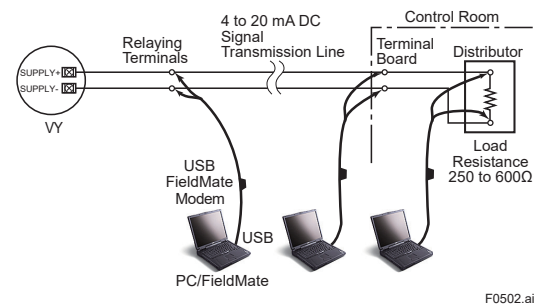 4 to 20 mA DC
Signal
Transmission Line
Control Room
Relaying
Terminals
Terminal
Board
Distributor
SUPPLY+
SUPPLY-
VY
Load
Resistance
250 to 600Ω
USB
FieldMate
Modem
USB
PC/FieldMate
F0502.ai